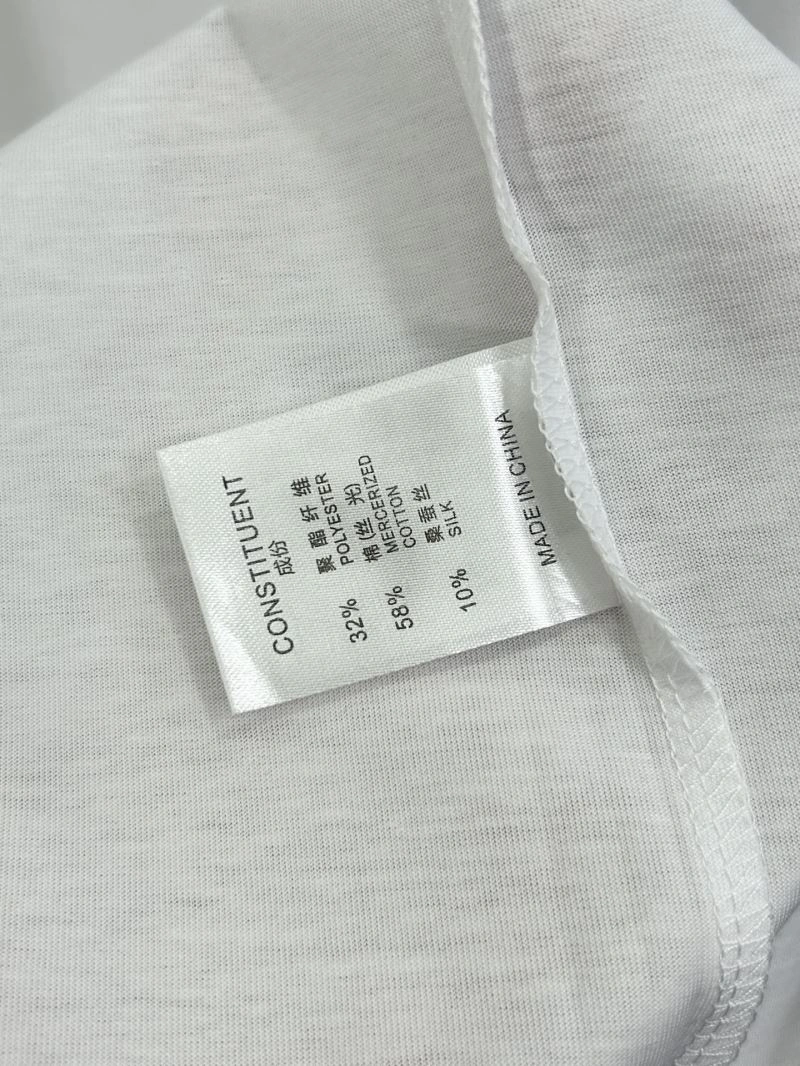 CONSTITUENT
成份
32% 聚酯纤维
POLYESTER
58% 棉(丝光)
MERCERIZED
COTTON
10% 桑蚕丝
SILK
MADE IN CHINA